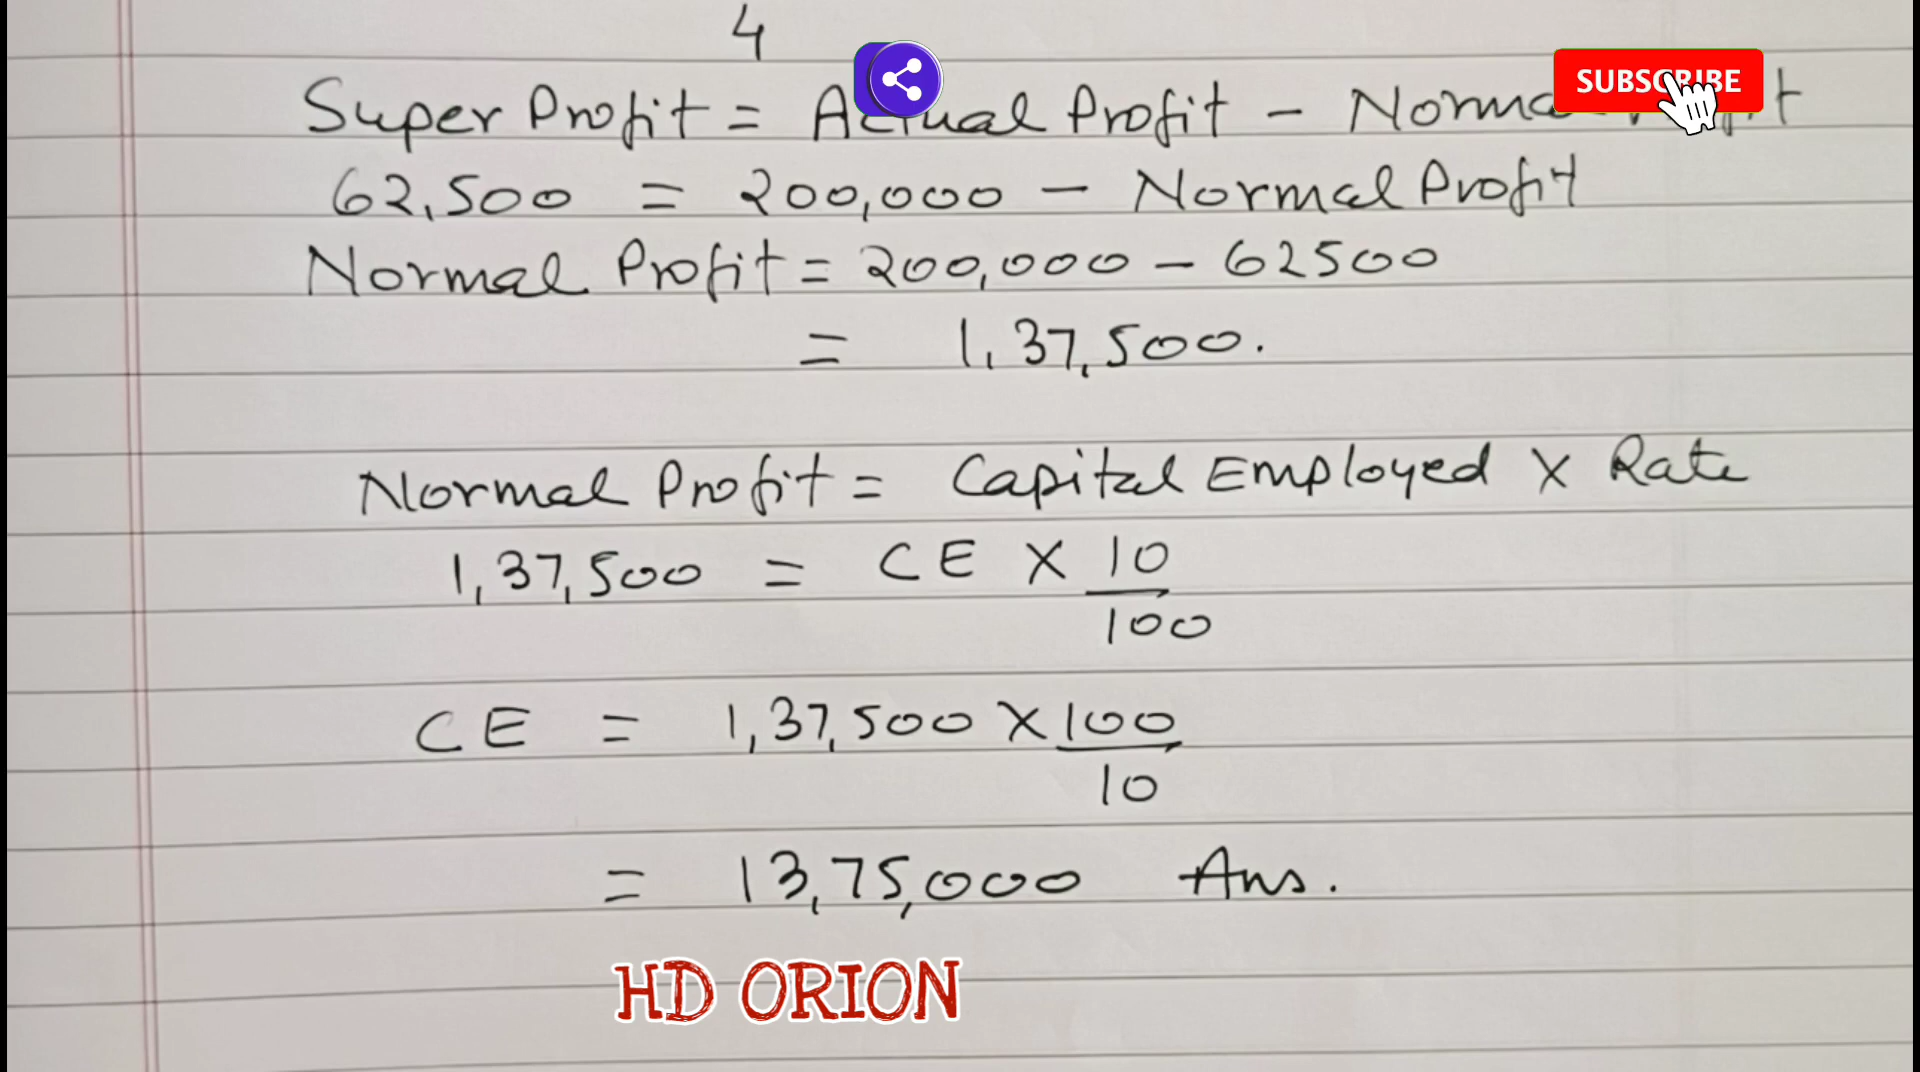 4
Super Profit = Actual Profit - Normal Profit
SUBSCRIBE
62,500 = 200,000 - Normal Profit
Normal Profit = 200,000 - 62500
= 1,37,500.
Normal Profit = Capital Employed X Rate
1,37,500 = CE X 10
100
CE = 1,37,500 X 100
10
= 13,75,000 Ans.
HD ORION